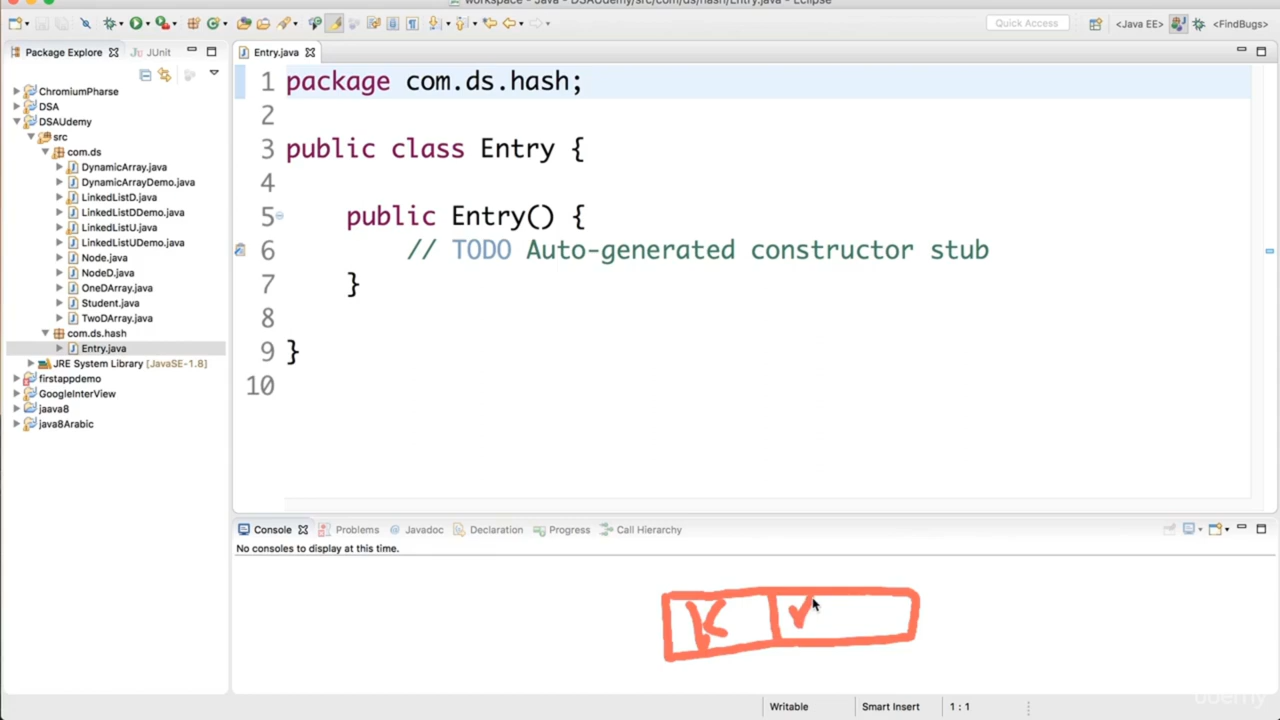 workspace - Java - DSAUdemy/src/com/ds/hash/Entry.java - Eclipse
Quick Access
<Java EE>
<FindBugs>
Package Explorer
JUnit
ChromiumPharse
DSA
DSAUdemy
src
com.ds
DynamicArray.java
DynamicArrayDemo.java
LinkedListD.java
LinkedListDDemo.java
LinkedListU.java
LinkedListUDemo.java
Node.java
NodeD.java
OneDArray.java
Student.java
TwoDArray.java
com.ds.hash
Entry.java
JRE System Library [JavaSE-1.8]
firstappdemo
GoogleInterView
jaava8
java8Arabic
Entry.java
1 package com.ds.hash;
2
3 public class Entry {
4
5 public Entry() {
6 // TODO Auto-generated constructor stub
7 }
8
9 }
10
Console Problems Javadoc Declaration Progress Call Hierarchy
No consoles to display at this time.
K V
Writable Smart Insert 1 : 1
udemy